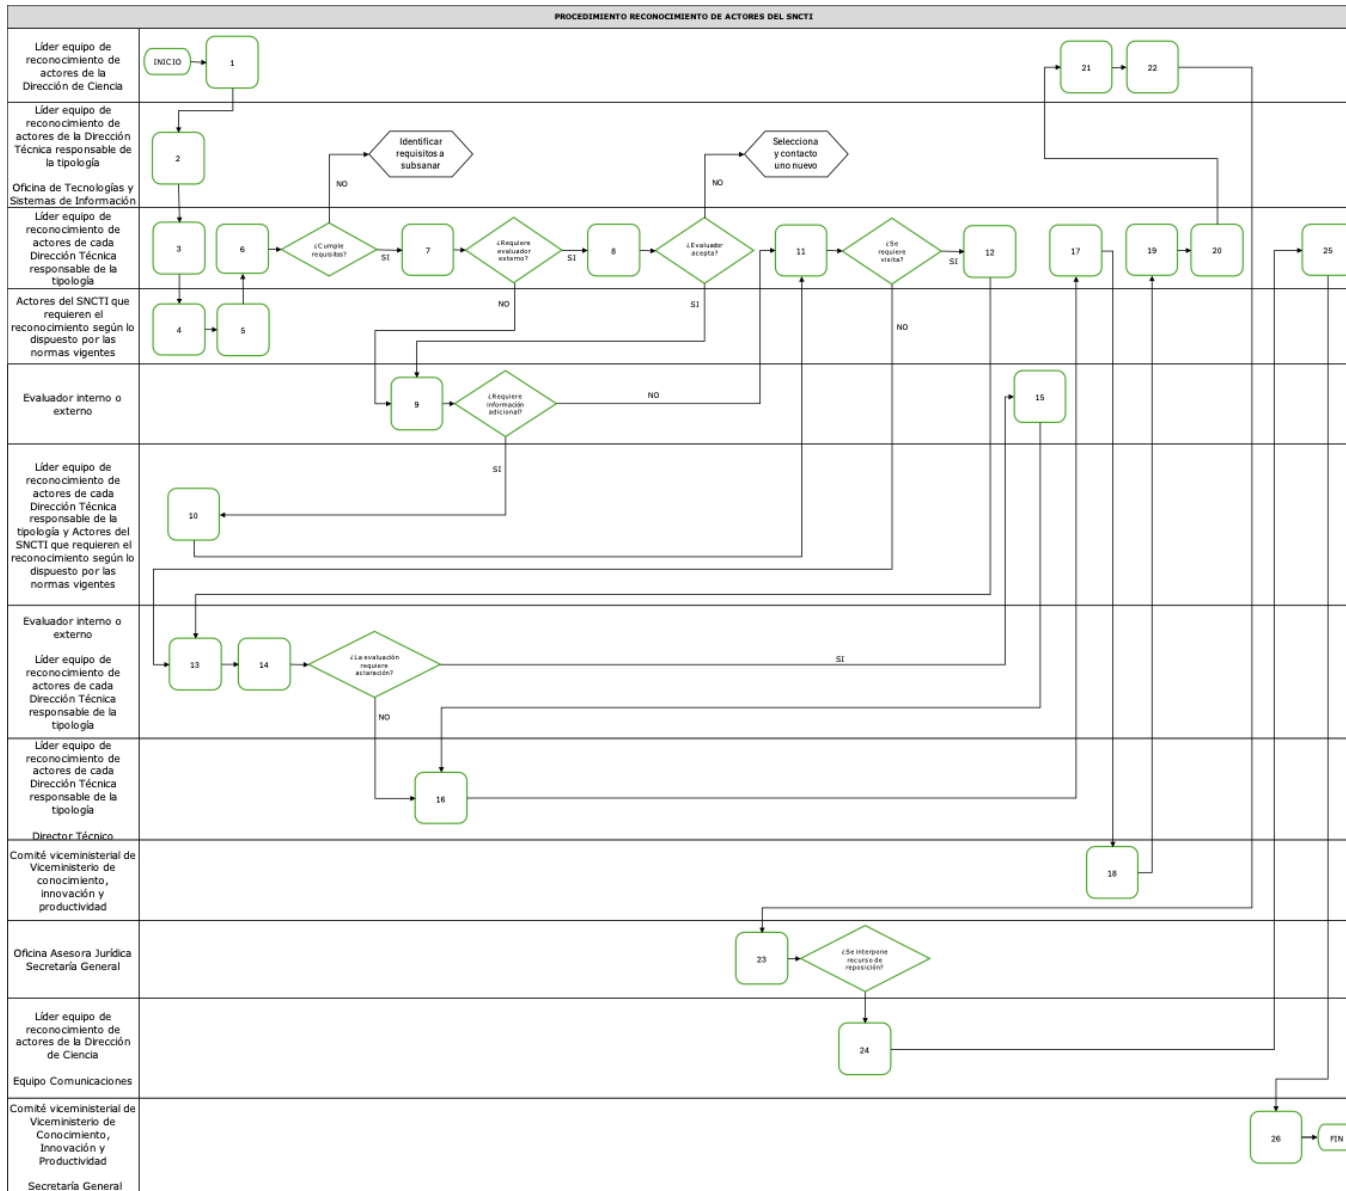 PROCEDIMIENTO RECONOCIMIENTO DE ACTORES DEL SNCTI
Líder equipo de
reconocimiento de
actores de la
Dirección de Ciencia
INICIO
1
21
22
Líder equipo de
reconocimiento de
actores de la Dirección
Técnica responsable de
la tipología
Oficina de Tecnologías y
Sistemas de Información
2
Identificar
requisitos a
subsanar
NO
Selecciona
y contacto
uno nuevo
NO
Líder equipo de
reconocimiento de
actores de cada
Dirección Técnica
responsable de la
tipología
3
6
¿Cumple
requisitos?
SI
7
¿Requiere
evaluador
externo?
SI
8
¿Evaluador
acepta?
11
¿Se
requiere
visita?
SI
12
17
19
20
25
Actores del SNCTI que
requieren el
reconocimiento según lo
dispuesto por las
normas vigentes
4
5
NO
SI
NO
Evaluador interno o
externo
9
¿Requiere
información
adicional?
NO
15
Líder equipo de
reconocimiento de
actores de cada
Dirección Técnica
responsable de la
tipología y Actores del
SNCTI que requieren el
reconocimiento según lo
dispuesto por las
normas vigentes
SI
10
Evaluador interno o
externo
Líder equipo de
reconocimiento de
actores de cada
Dirección Técnica
responsable de la
tipología
13
14
¿La evaluación
requiere
aclaración?
SI
NO
Líder equipo de
reconocimiento de
actores de cada
Dirección Técnica
responsable de la
tipología
Director Técnico
16
Comité viceministerial de
Viceministerio de
conocimiento,
innovación y
productividad
18
Oficina Asesora Jurídica
Secretaría General
23
¿Se interpone
recurso de
reposición?
Líder equipo de
reconocimiento de
actores de la Dirección
de Ciencia
Equipo Comunicaciones
24
Comité viceministerial de
Viceministerio de
Conocimiento,
Innovación y
Productividad
Secretaría General
26
FIN